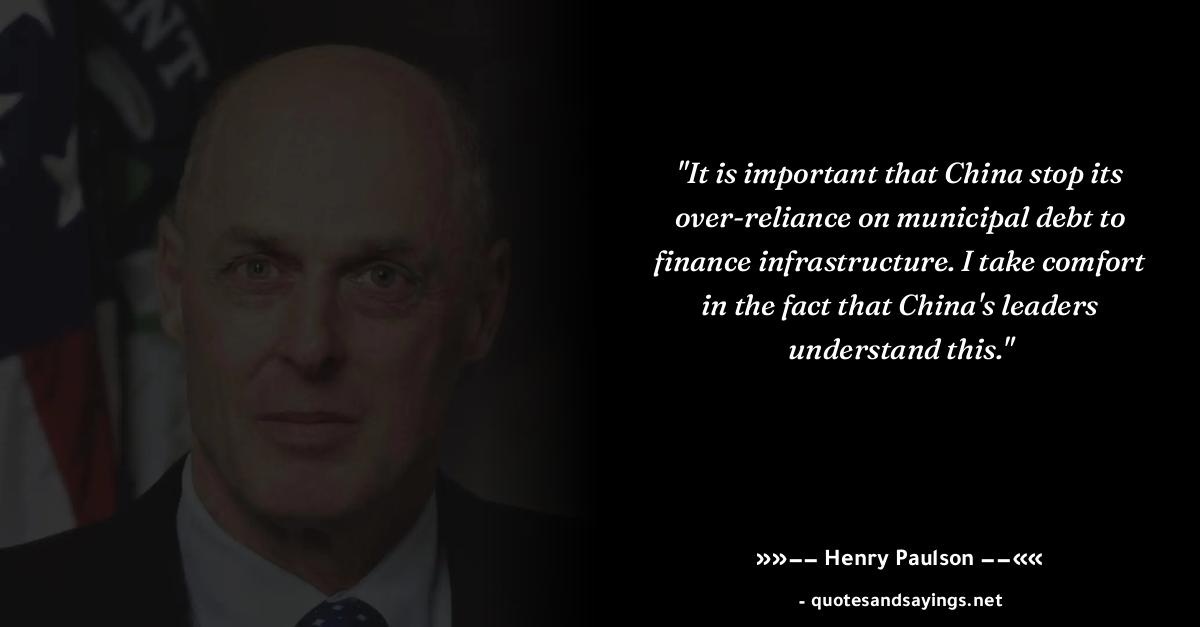 NT
"It is important that China stop its
over-reliance on municipal debt to
finance infrastructure. I take comfort
in the fact that China's leaders
understand this."
»»−− Henry Paulson −−««
- quotesandsayings.net